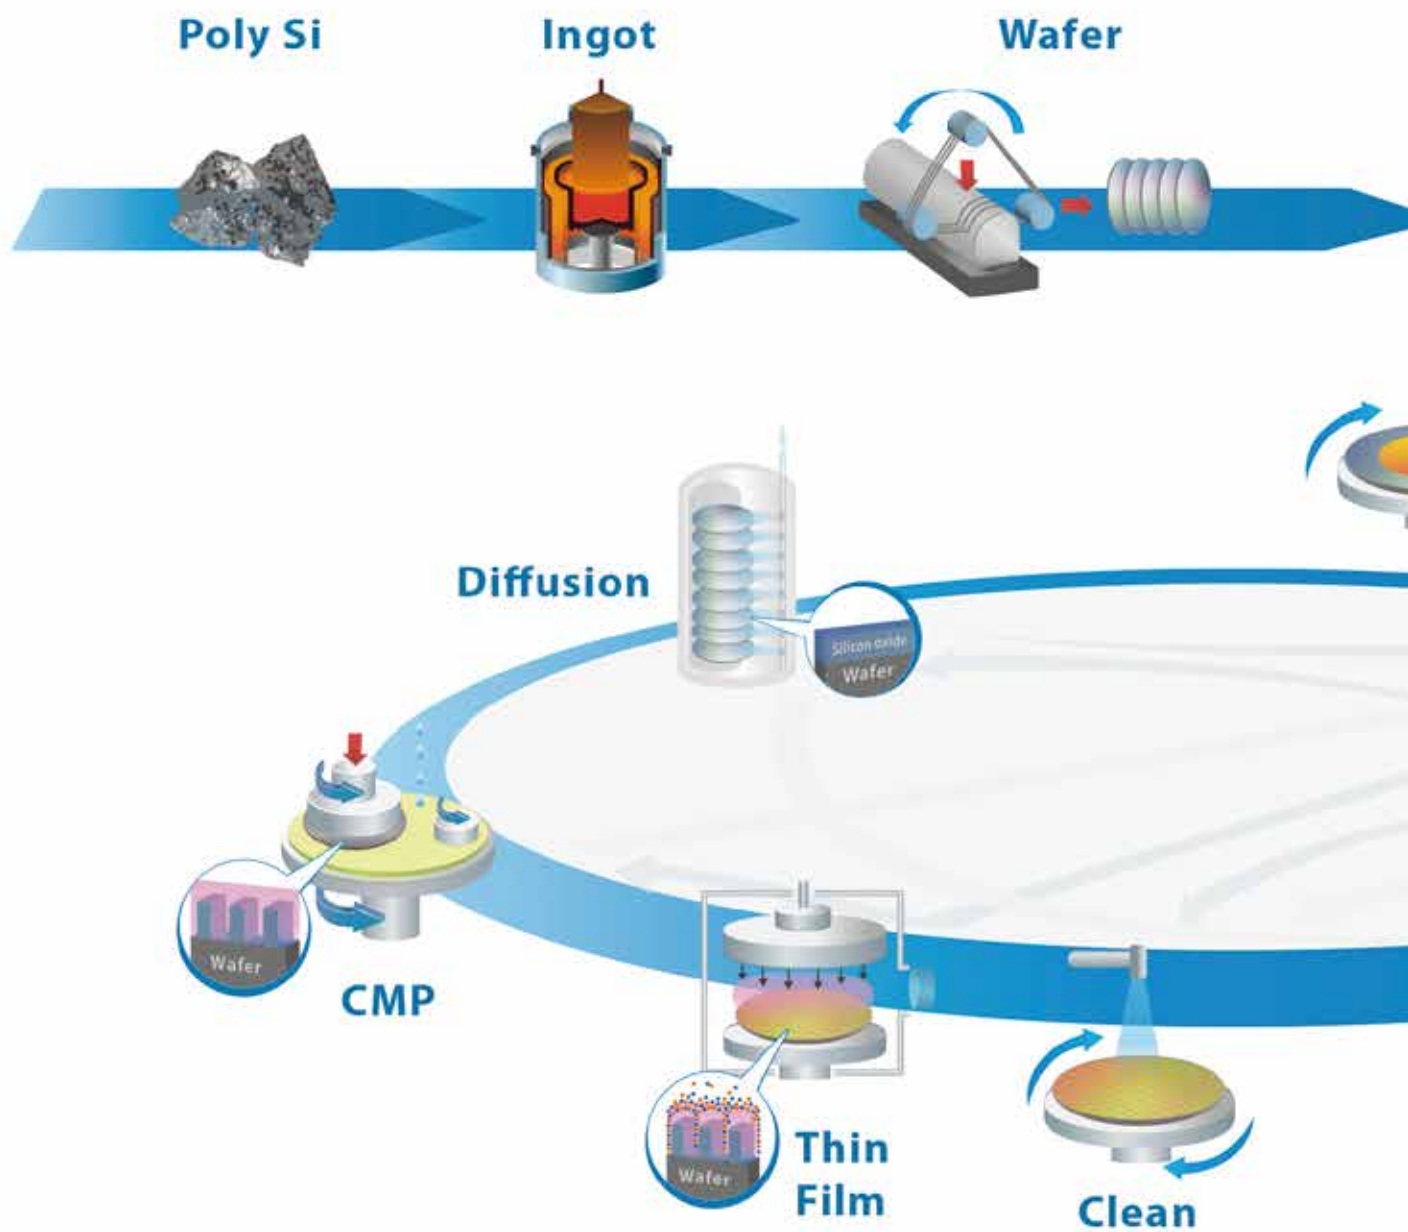 Poly Si
Ingot
Wafer
Diffusion
Silicon oxide
Wafer
Wafer
CMP
Wafer
Thin
Film
Clean